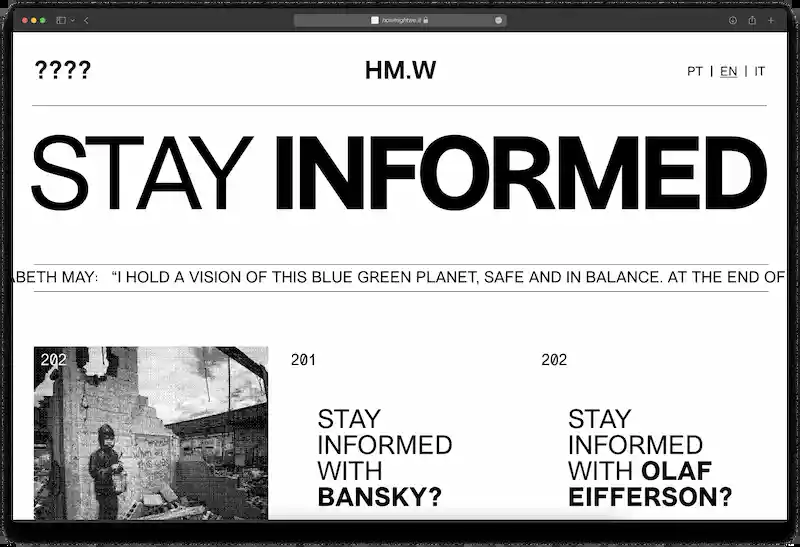 howmightwe.it
????
HM.W
PT | EN | IT
STAY INFORMED
ABETH MAY: “I HOLD A VISION OF THIS BLUE GREEN PLANET, SAFE AND IN BALANCE. AT THE END OF
202
201
STAY
INFORMED
WITH
BANSKY?
202
STAY
INFORMED
WITH OLAF
EIFFERSON?